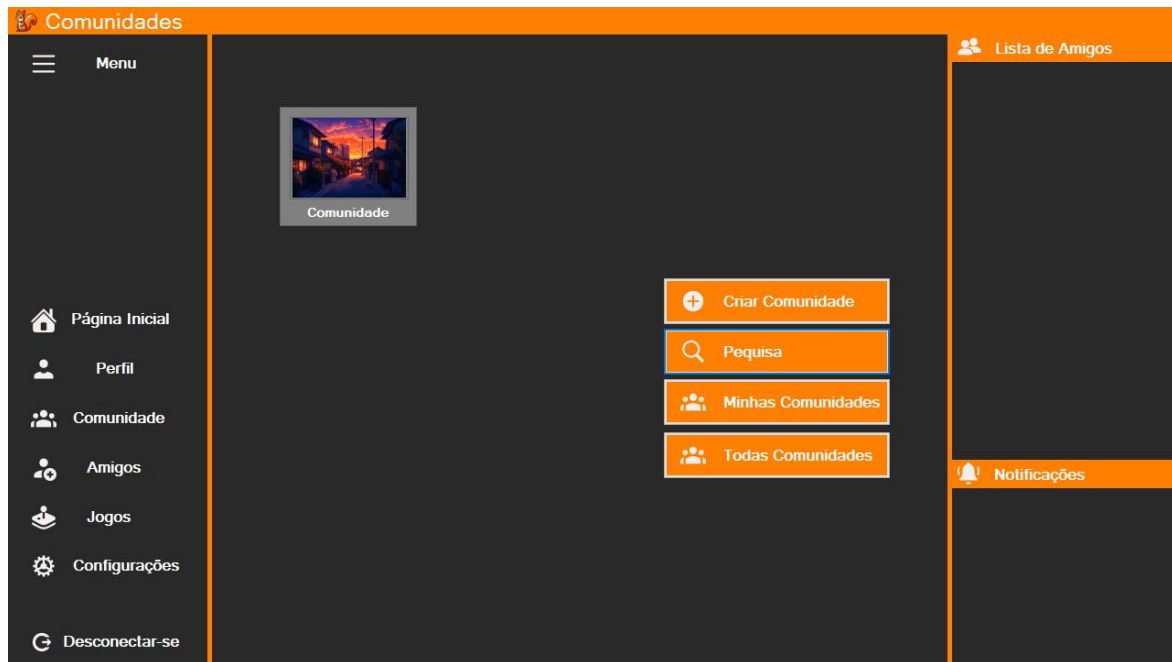 Comunidades
Menu
Lista de Amigos
Comunidade
Criar Comunidade
Pequisa
Minhas Comunidades
Todas Comunidades
Página Inicial
Perfil
Comunidade
Amigos
Jogos
Configurações
Desconectar-se
Notificações